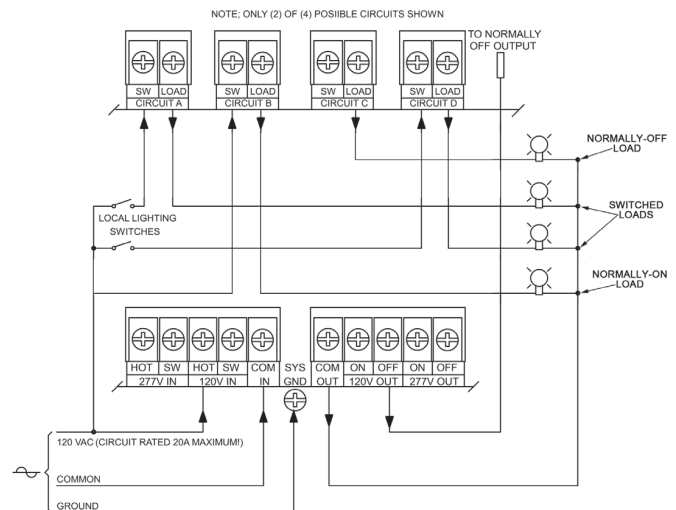 NOTE; ONLY (2) OF (4) POSIIBLE CIRCUITS SHOWN
TO NORMALLY
OFF OUTPUT
SW LOAD SW LOAD SW LOAD SW LOAD
CIRCUIT A CIRCUIT B CIRCUIT C CIRCUIT D
NORMALLY-OFF
LOAD
LOCAL LIGHTING
SWITCHES
SWITCHED
LOADS
NORMALLY-ON
LOAD
HOT SW HOT SW COM SYS COM ON OFF ON OFF
277V IN 120V IN IN GND OUT 120V OUT 277V OUT
120 VAC (CIRCUIT RATED 20A MAXIMUM!)
COMMON
GROUND